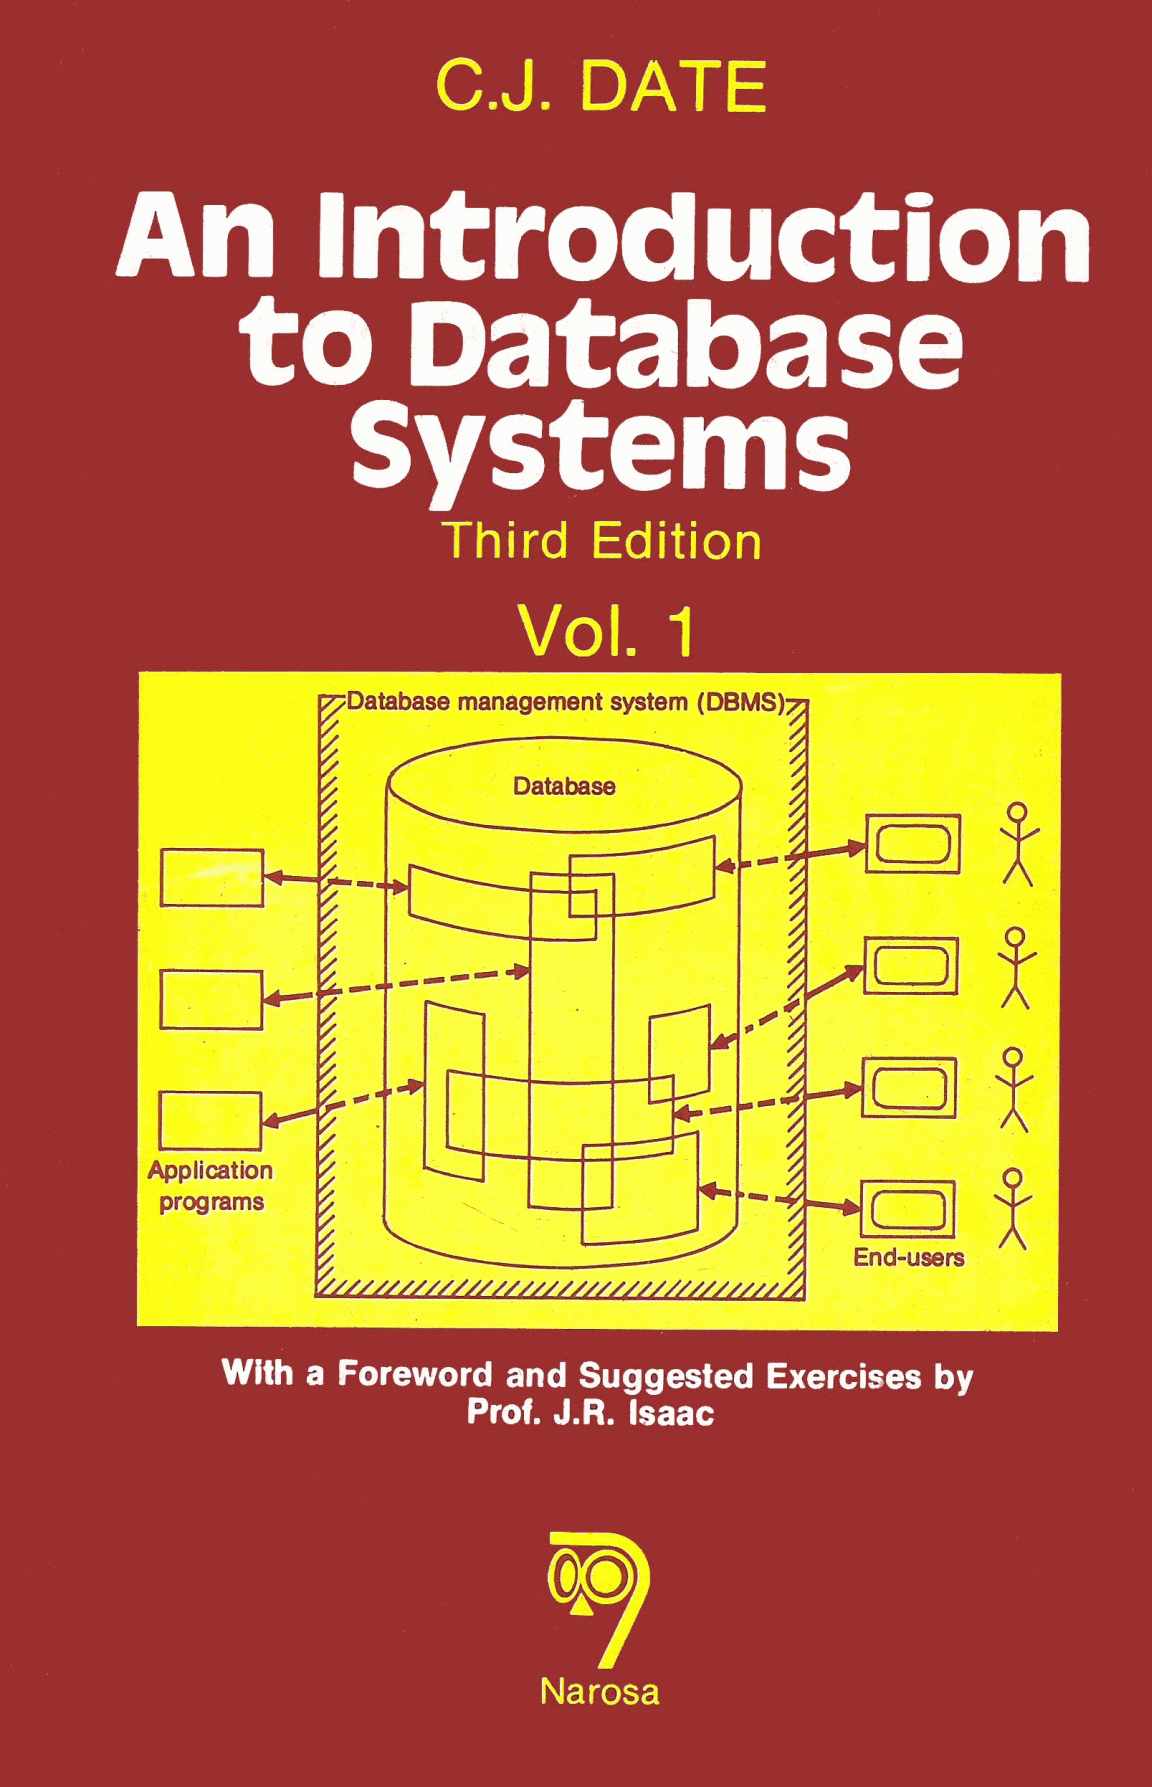 C.J. DATE
An Introduction
to Database
Systems
Third Edition
Vol. 1
Database management system (DBMS)
Database
Application
programs
End-users
With a Foreword and Suggested Exercises by
Prof. J.R. Isaac
Narosa